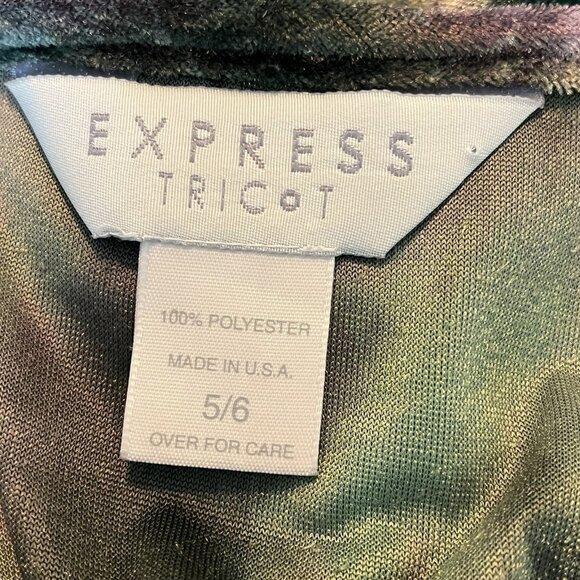 EXPRESS
TRICOT
100% POLYESTER
MADE IN U.S.A.
5/6
OVER FOR CARE